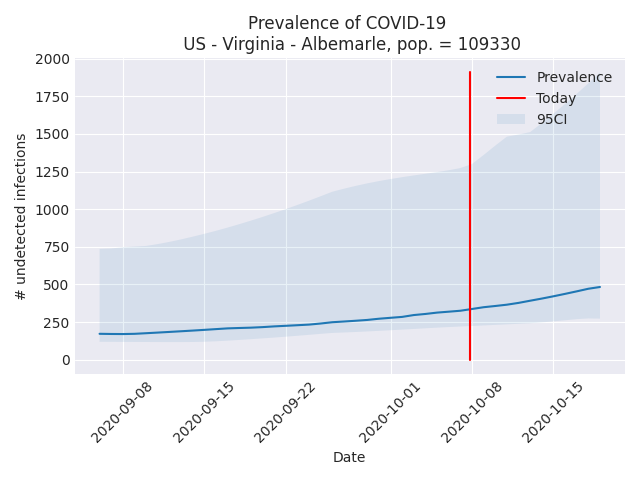 Prevalence of COVID-19
US - Virginia - Albemarle, pop. = 109330
2000
1750
1500
1250
1000
750
500
250
0
# undetected infections
Prevalence
Today
95CI
2020-09-08
2020-09-15
2020-09-22
2020-10-01
2020-10-08
2020-10-15
Date